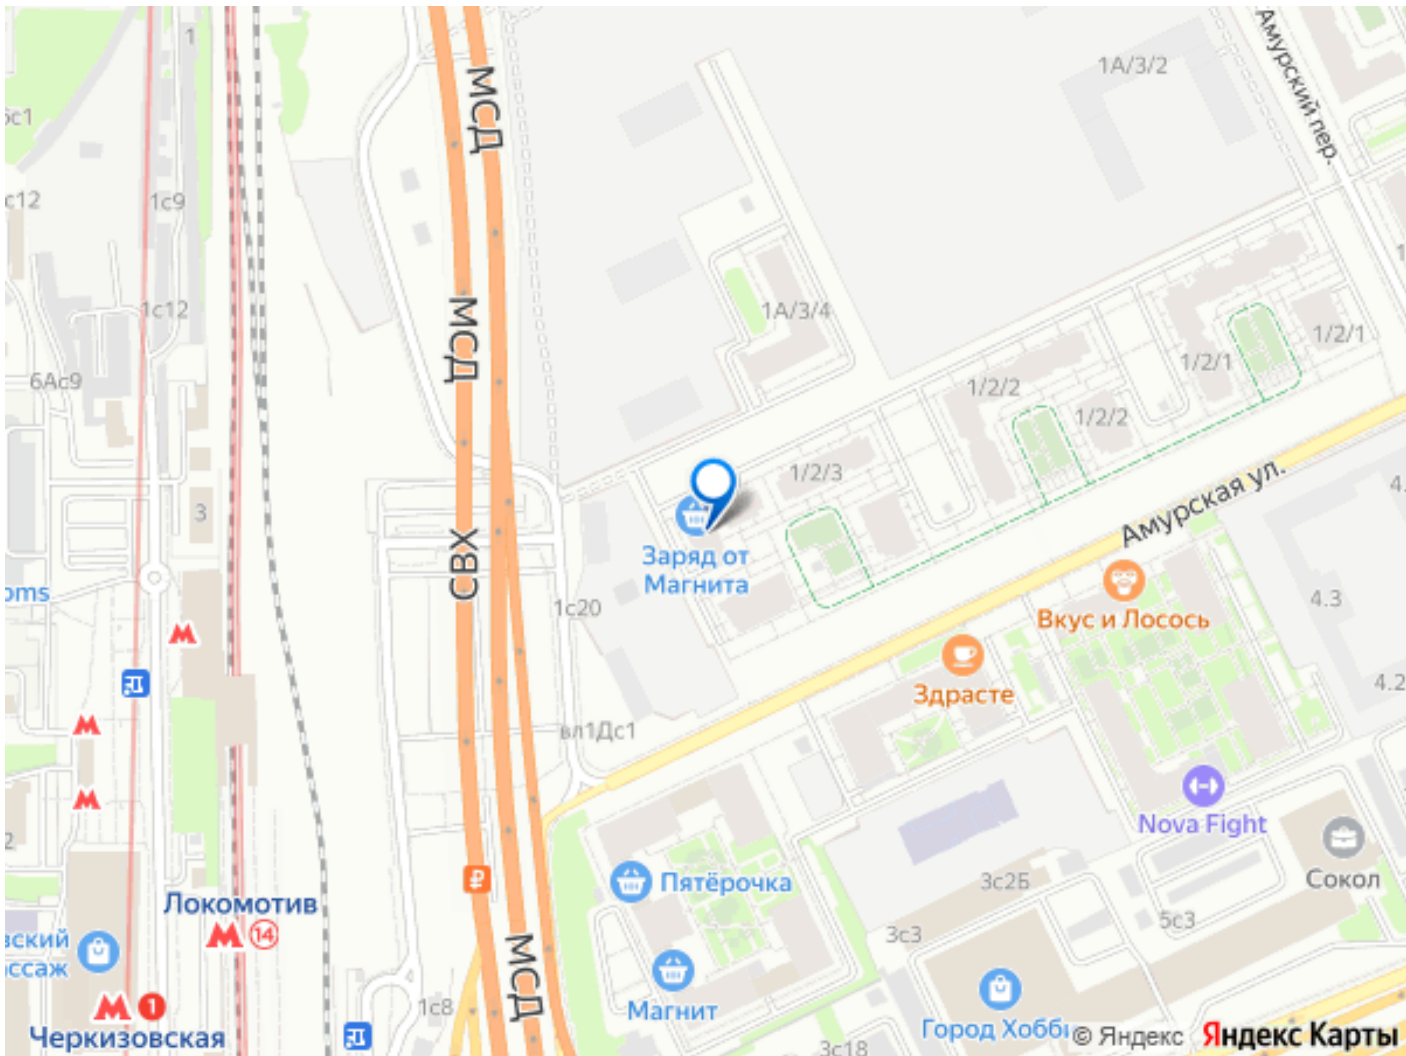 1
МСД
1А/3/2
Амурский пер.
с12
1с9
1с12
МСД
1А/3/4
1/2/1
1/2/1
6Ас9
1/2/2
1/2/2
1/2/3
Амурская ул.
3
СВХ
Заряд от
Магнита
1с20
4.3
Вкус и Лосось
Здрасте
4.2
вл1Дс1
Nova Fight
Пятёрочка
3с2Б
Сокол
Локомотив
14
5с3
3с3
МСД
Магнит
1с8
1
Черкизовская
3с18
© Яндекс
Яндекс Карты